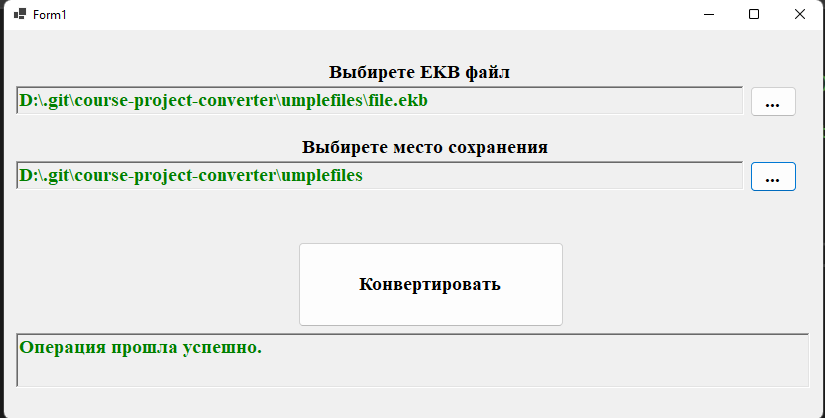 Form1
Выбирете EKB файл
D:\.git\course-project-converter\umplefiles\file.ekb
...
Выбирете место сохранения
D:\.git\course-project-converter\umplefiles
...
Конвертировать
Операция прошла успешно.